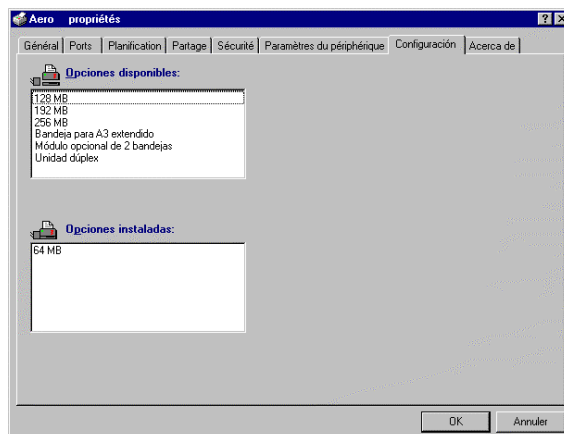 Aero propriétés
Général Ports Planification Partage Sécurité Paramètres du périphérique Configuración Acerca de
Opciones disponibles:
128 MB
192 MB
256 MB
Bandeja para A3 extendido
Módulo opcional de 2 bandejas
Unidad dúplex
Opciones instaladas:
64 MB
OK Annuler